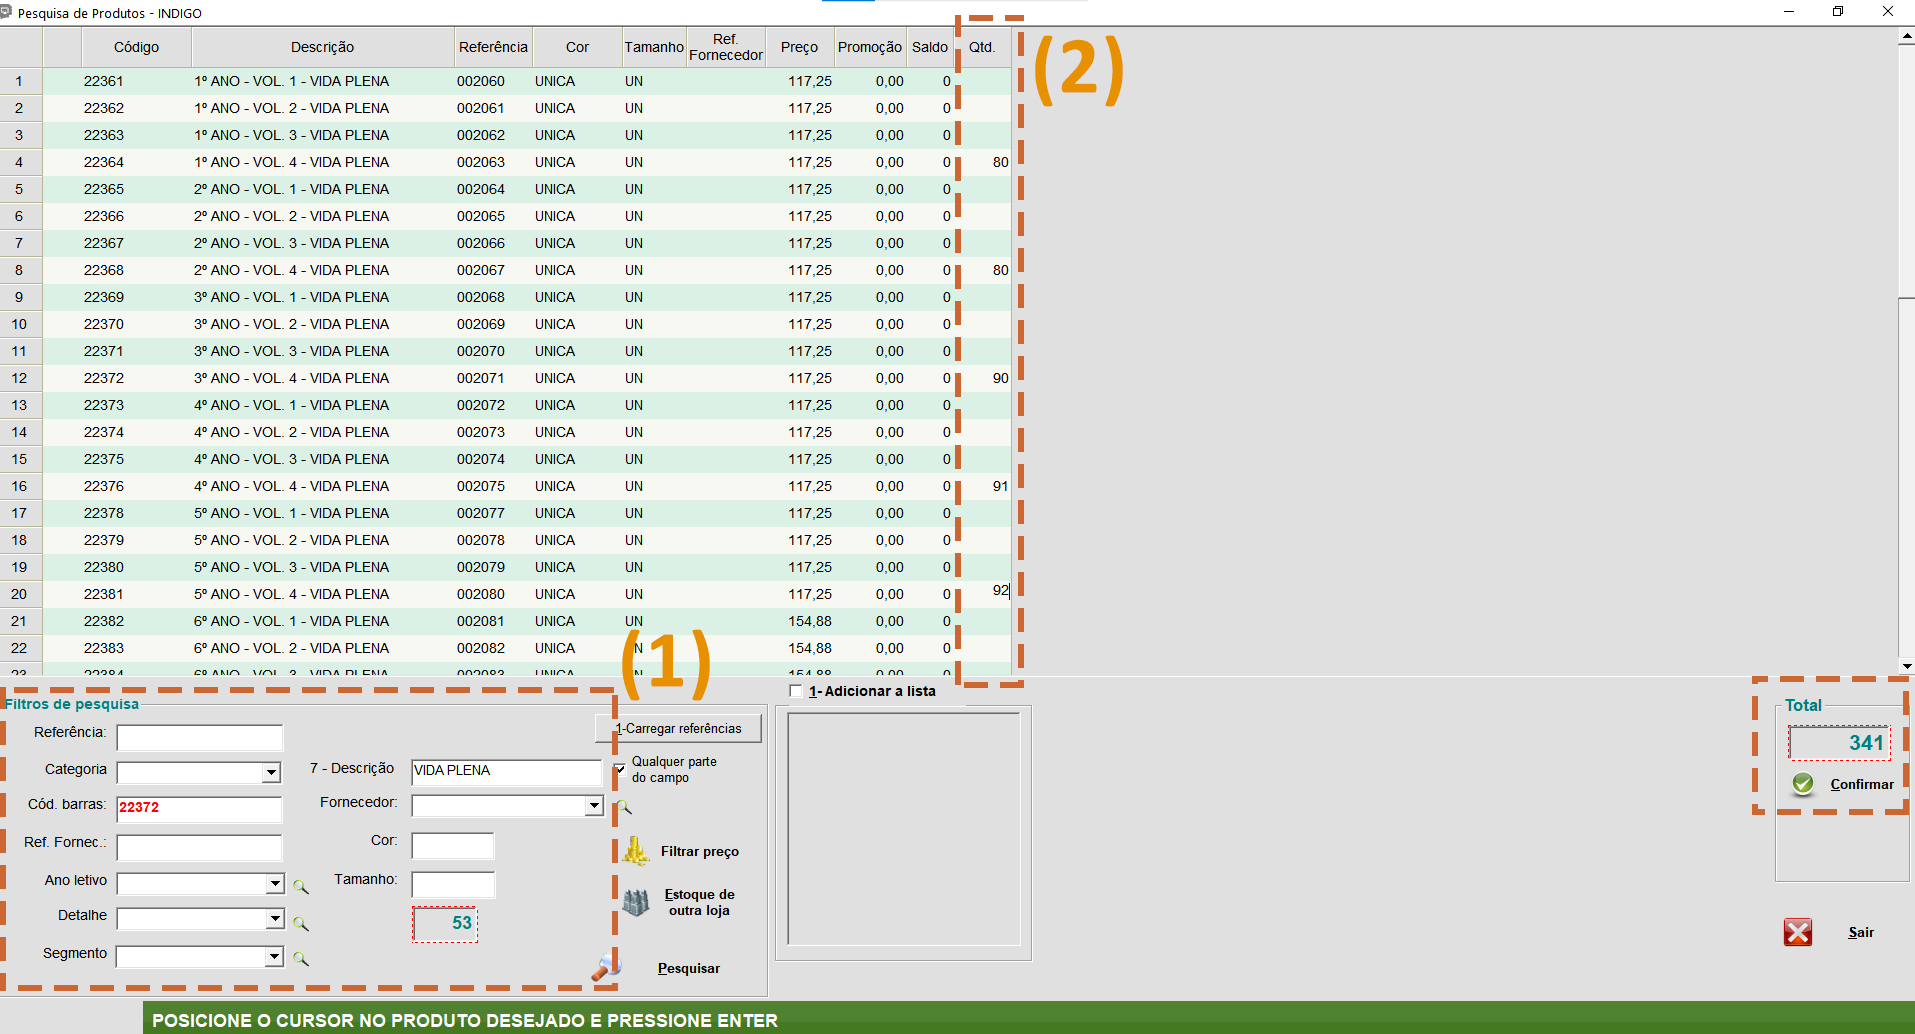 Pesquisa de Produtos - INDIGO
Código Descrição Referência Cor Tamanho Ref. Fornecedor Preço Promoção Saldo Qtd.
(2)
1 22361 1º ANO - VOL. 1 - VIDA PLENA 002060 UNICA UN 117,25 0,00 0
2 22362 1º ANO - VOL. 2 - VIDA PLENA 002061 UNICA UN 117,25 0,00 0
3 22363 1º ANO - VOL. 3 - VIDA PLENA 002062 UNICA UN 117,25 0,00 0
4 22364 1º ANO - VOL. 4 - VIDA PLENA 002063 UNICA UN 117,25 0,00 0 80
5 22365 2º ANO - VOL. 1 - VIDA PLENA 002064 UNICA UN 117,25 0,00 0
6 22366 2º ANO - VOL. 2 - VIDA PLENA 002065 UNICA UN 117,25 0,00 0
7 22367 2º ANO - VOL. 3 - VIDA PLENA 002066 UNICA UN 117,25 0,00 0
8 22368 2º ANO - VOL. 4 - VIDA PLENA 002067 UNICA UN 117,25 0,00 0 80
9 22369 3º ANO - VOL. 1 - VIDA PLENA 002068 UNICA UN 117,25 0,00 0
10 22370 3º ANO - VOL. 2 - VIDA PLENA 002069 UNICA UN 117,25 0,00 0
11 22371 3º ANO - VOL. 3 - VIDA PLENA 002070 UNICA UN 117,25 0,00 0
12 22372 3º ANO - VOL. 4 - VIDA PLENA 002071 UNICA UN 117,25 0,00 0 90
13 22373 4º ANO - VOL. 1 - VIDA PLENA 002072 UNICA UN 117,25 0,00 0
14 22374 4º ANO - VOL. 2 - VIDA PLENA 002073 UNICA UN 117,25 0,00 0
15 22375 4º ANO - VOL. 3 - VIDA PLENA 002074 UNICA UN 117,25 0,00 0
16 22376 4º ANO - VOL. 4 - VIDA PLENA 002075 UNICA UN 117,25 0,00 0 91
17 22378 5º ANO - VOL. 1 - VIDA PLENA 002077 UNICA UN 117,25 0,00 0
18 22379 5º ANO - VOL. 2 - VIDA PLENA 002078 UNICA UN 117,25 0,00 0
19 22380 5º ANO - VOL. 3 - VIDA PLENA 002079 UNICA UN 117,25 0,00 0
20 22381 5º ANO - VOL. 4 - VIDA PLENA 002080 UNICA UN 117,25 0,00 0 92
21 22382 6º ANO - VOL. 1 - VIDA PLENA 002081 UNICA UN 154,88 0,00 0
22 22383 6º ANO - VOL. 2 - VIDA PLENA 002082 UNICA N 154,88 0,00 0
23 22384 6º ANO - VOL. 3 - VIDA PLENA 002083 UNICA UN 154,88 0,00 0
(1)
Filtros de pesquisa
Referência:
Categoria
Cód. barras: 22372
Ref. Fornec.:
Ano letivo
Detalhe
Segmento
7 - Descrição VIDA PLENA
Fornecedor:
Cor:
Tamanho:
53
1-Carregar referências
Qualquer parte
do campo
Filtrar preço
Estoque de
outra loja
Pesquisar
1- Adicionar a lista
Total
341
Confirmar
Sair
POSICIONE O CURSOR NO PRODUTO DESEJADO E PRESSIONE ENTER